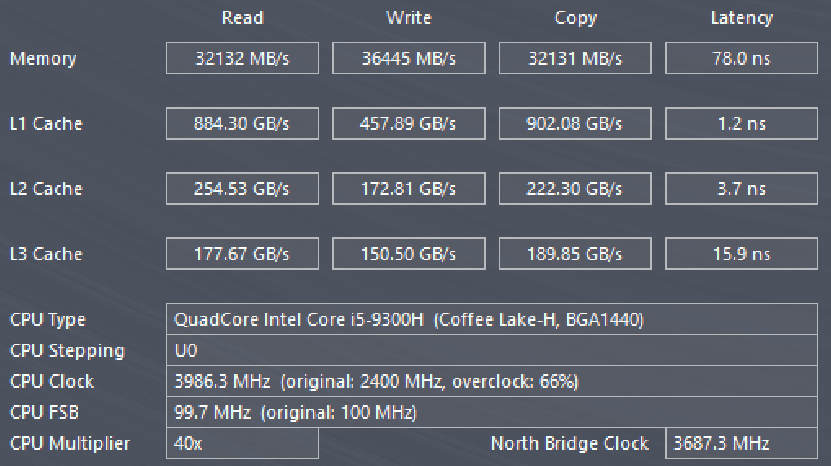 Read Write Copy Latency
Memory 32132 MB/s 36445 MB/s 32131 MB/s 78.0 ns
L1 Cache 884.30 GB/s 457.89 GB/s 902.08 GB/s 1.2 ns
L2 Cache 254.53 GB/s 172.81 GB/s 222.30 GB/s 3.7 ns
L3 Cache 177.67 GB/s 150.50 GB/s 189.85 GB/s 15.9 ns
CPU Type QuadCore Intel Core i5-9300H (Coffee Lake-H, BGA1440)
CPU Stepping U0
CPU Clock 3986.3 MHz (original: 2400 MHz, overclock: 66%)
CPU FSB 99.7 MHz (original: 100 MHz)
CPU Multiplier 40x North Bridge Clock 3687.3 MHz